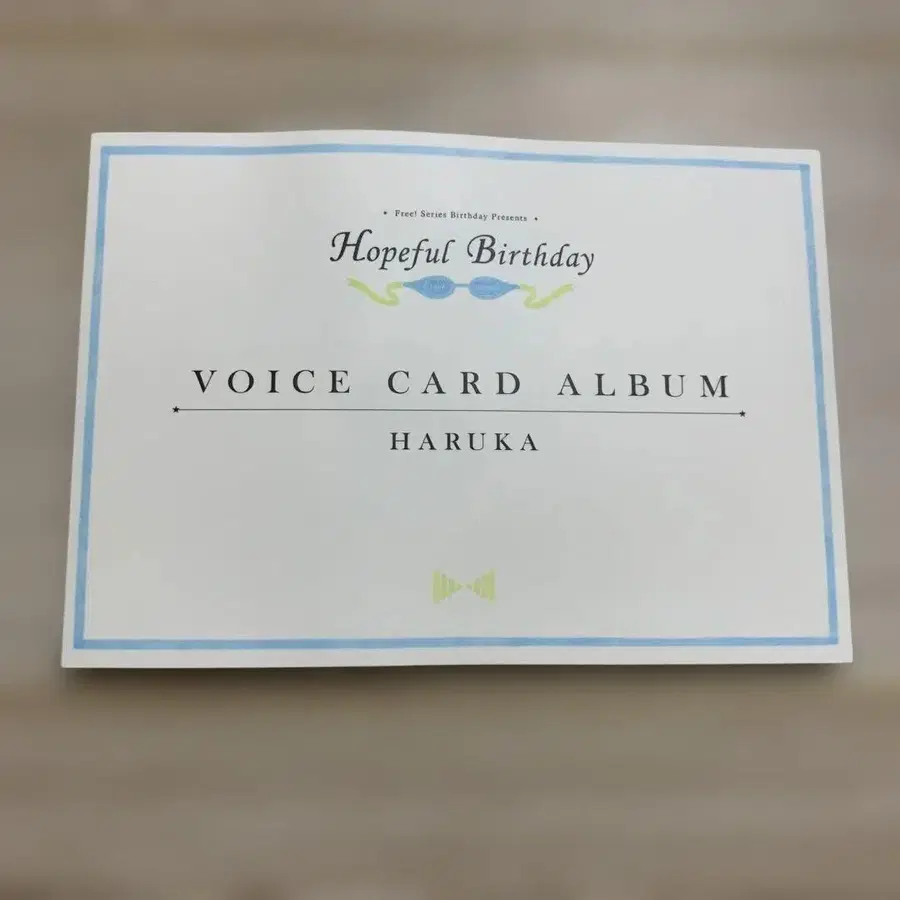 • Free! Series Birthday Presents •
Hopeful Birthday
VOICE CARD ALBUM
HARUKA